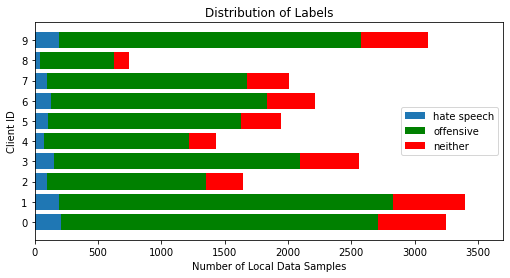 Distribution of Labels
Client ID
9
8
7
6
5
4
3
2
1
0
hate speech
offensive
neither
0 500 1000 1500 2000 2500 3000 3500
Number of Local Data Samples